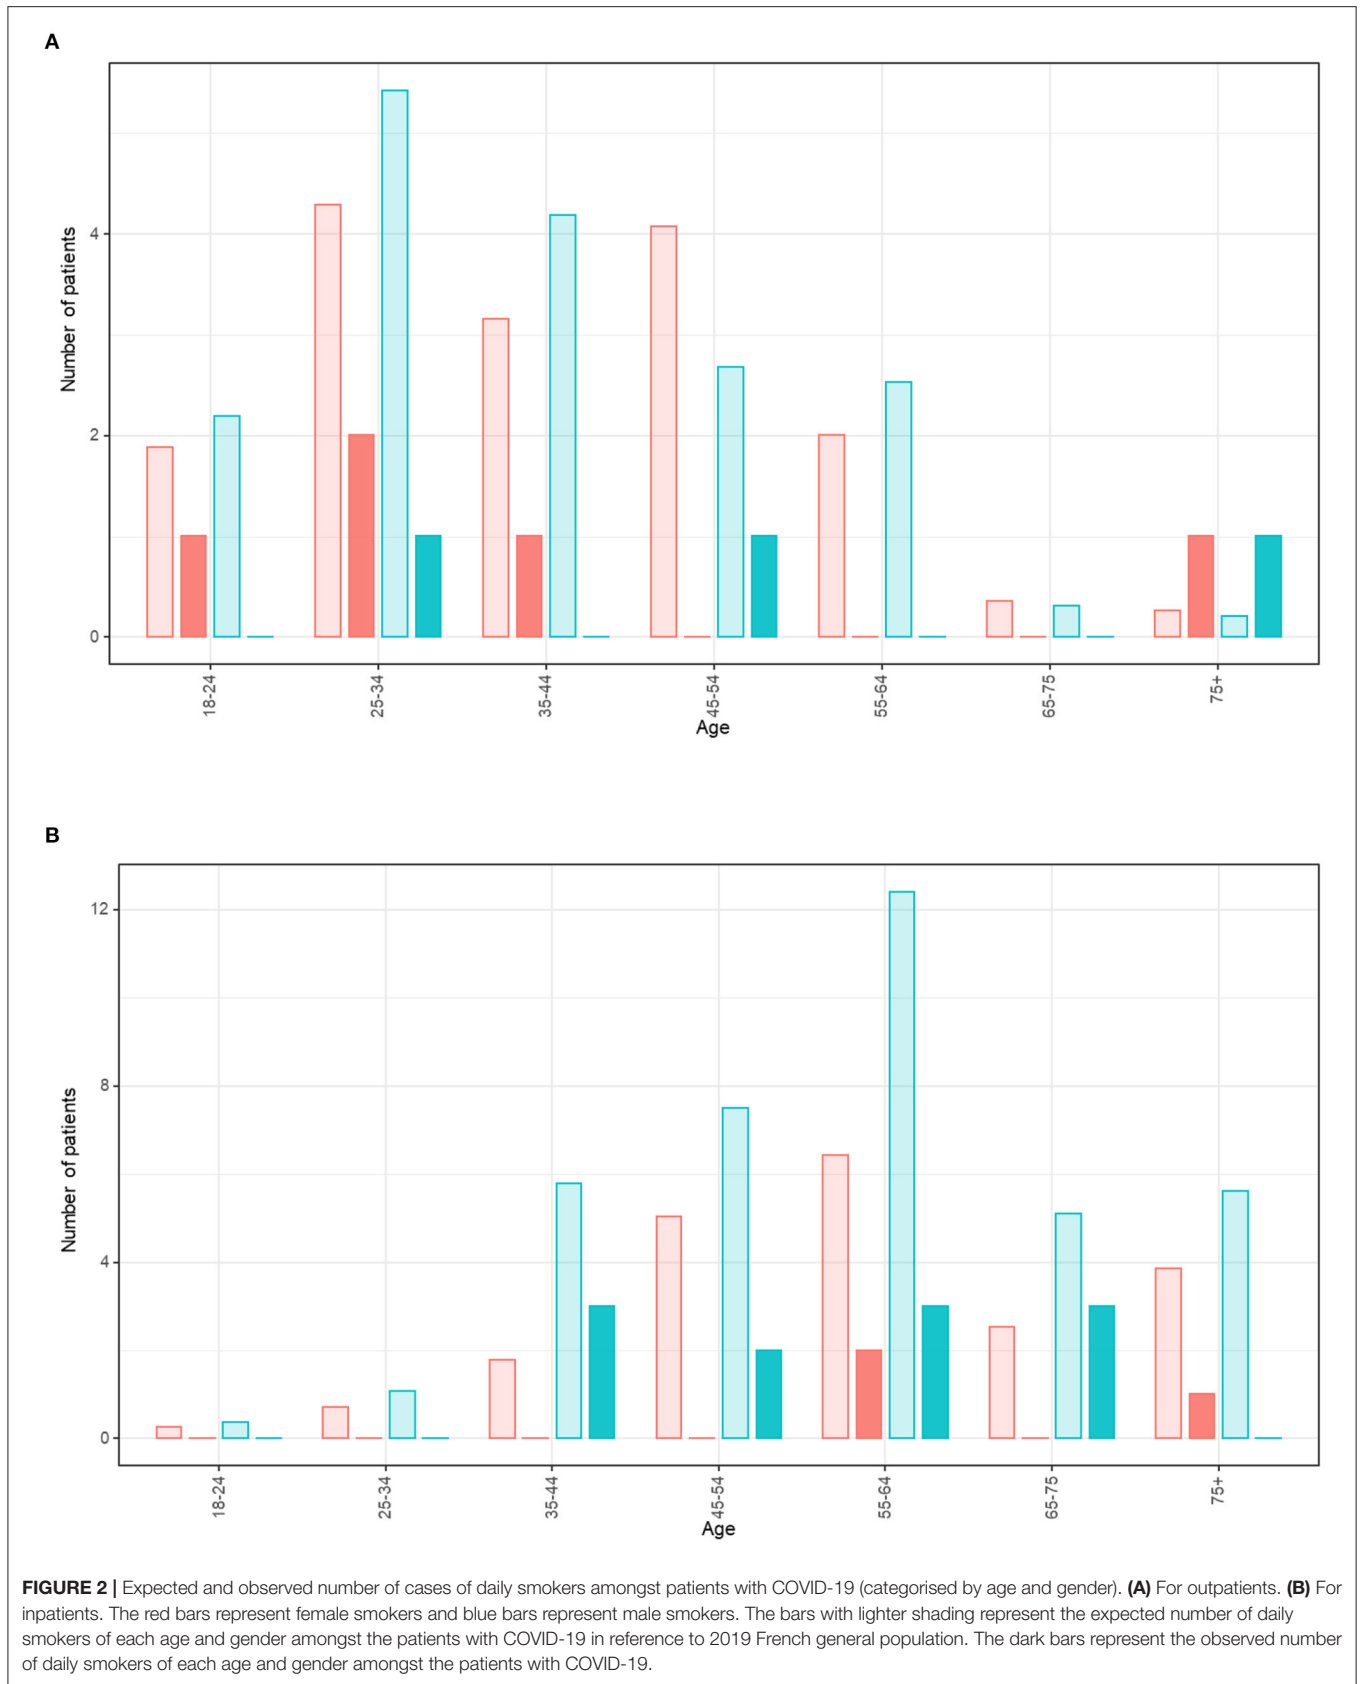 A
Number of patients
4
2
0
18-24
25-34
35-44
45-54
55-64
65-75
75+
Age
B
Number of patients
12
8
4
0
18-24
25-34
35-44
45-54
55-64
65-75
75+
Age
FIGURE 2 | Expected and observed number of cases of daily smokers amongst patients with COVID-19 (categorised by age and gender). (A) For outpatients. (B) For
inpatients. The red bars represent female smokers and blue bars represent male smokers. The bars with lighter shading represent the expected number of daily
smokers of each age and gender amongst the patients with COVID-19 in reference to 2019 French general population. The dark bars represent the observed number
of daily smokers of each age and gender amongst the patients with COVID-19.